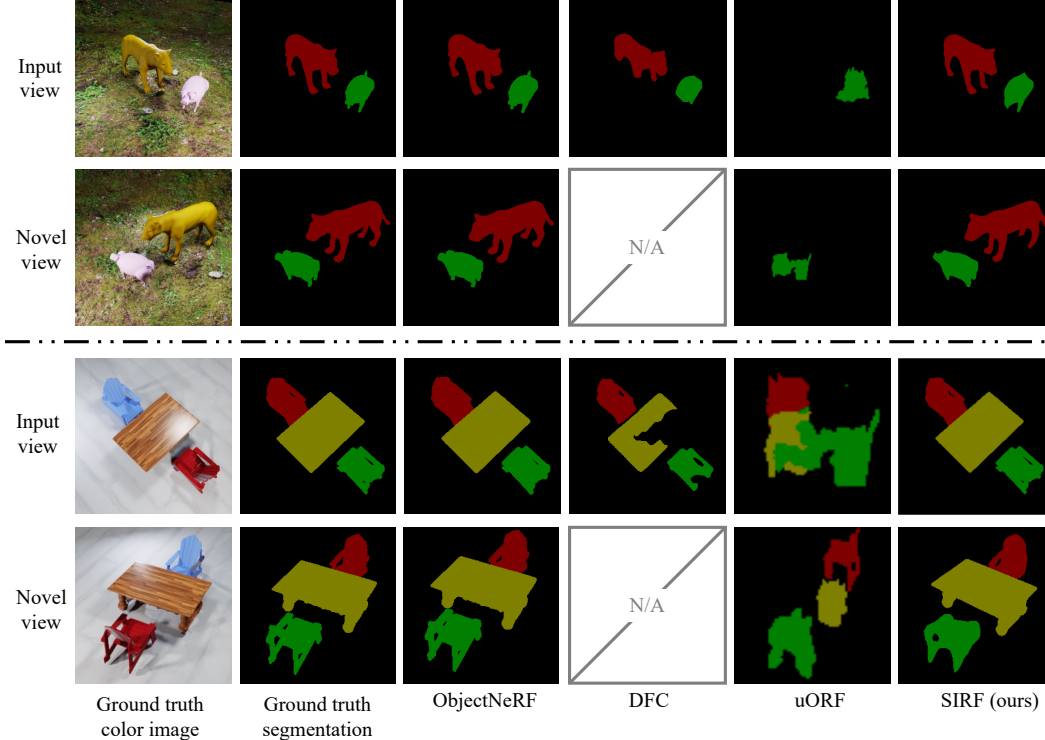 Input
view
Novel
view
N/A
Input
view
Novel
view
N/A
Ground truth
color image
Ground truth
segmentation
ObjectNeRF
DFC
uORF
SIRF (ours)